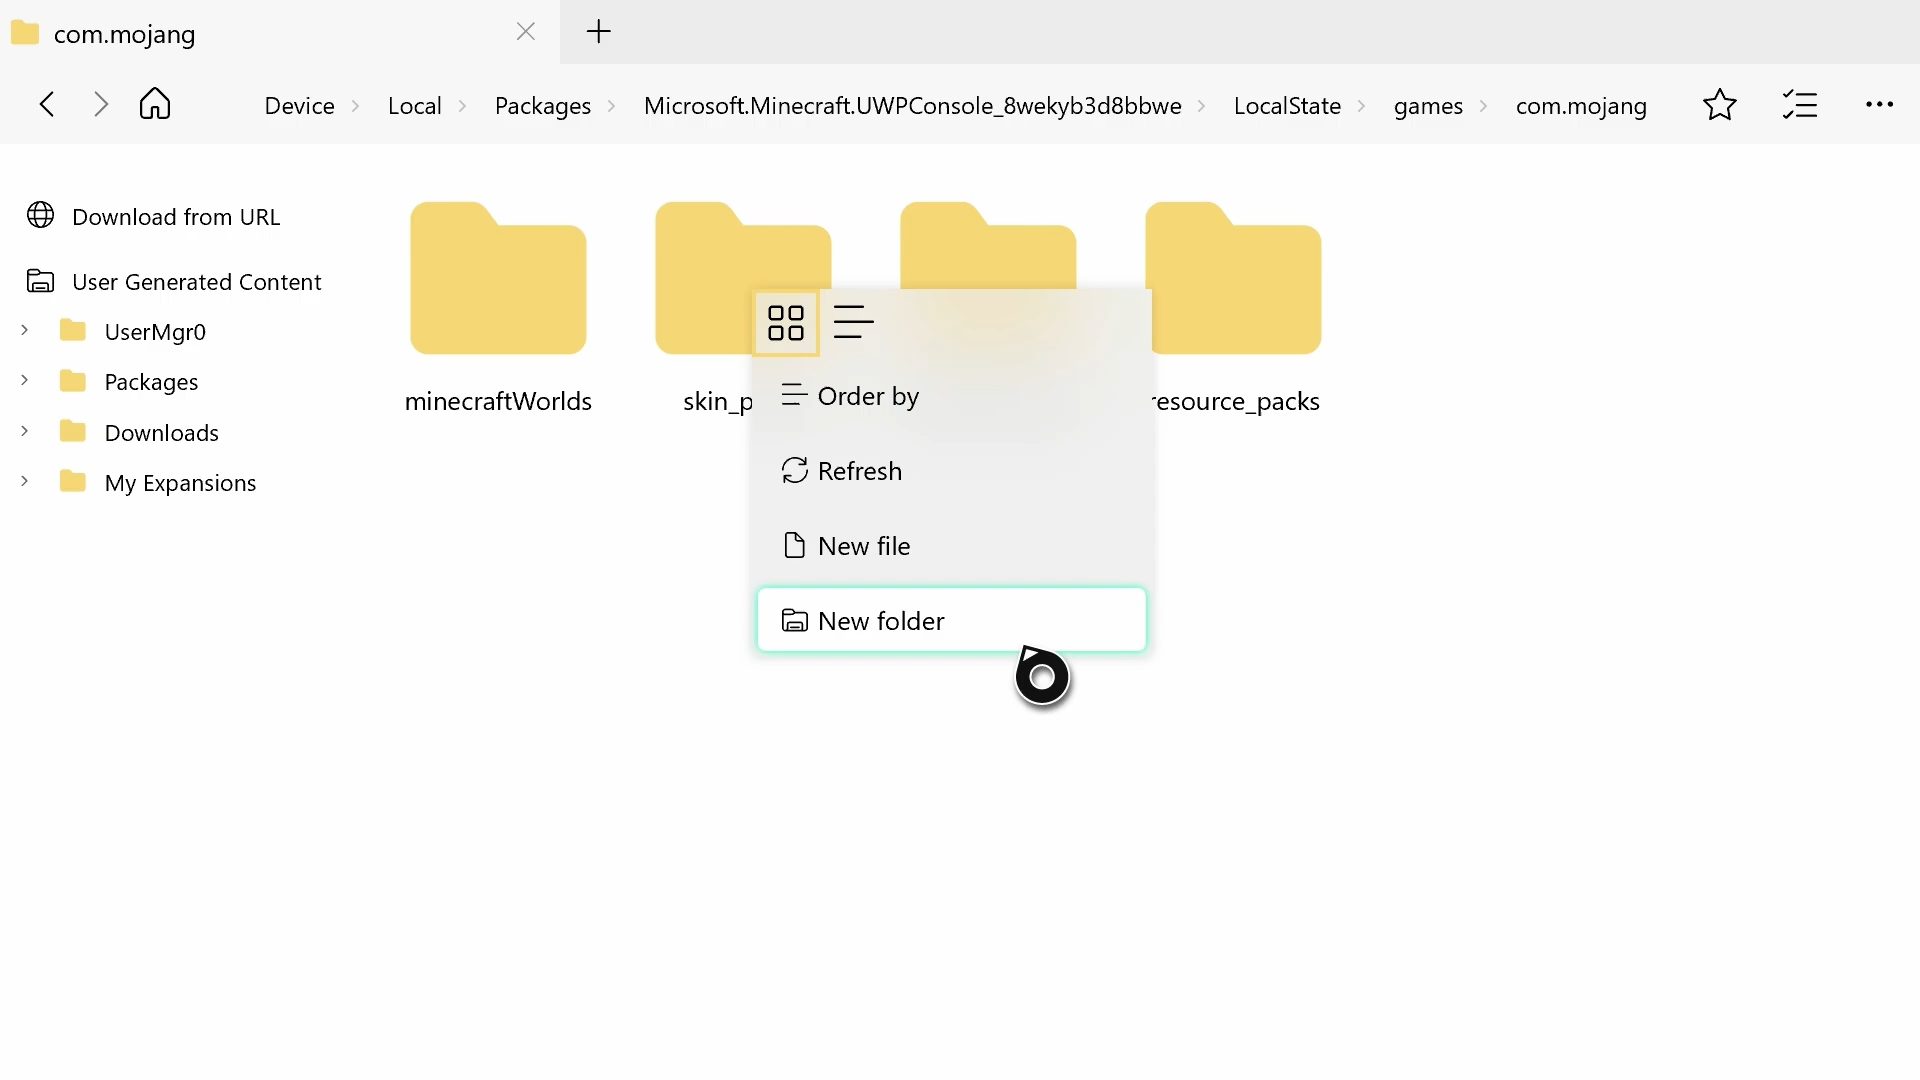 com.mojang
Device > Local > Packages > Microsoft.Minecraft.UWPConsole_8wekyb3d8bbwe > LocalState > games > com.mojang
Download from URL
User Generated Content
UserMgr0
Packages
Downloads
My Expansions
minecraftWorlds
skin_p
resource_packs
Order by
Refresh
New file
New folder